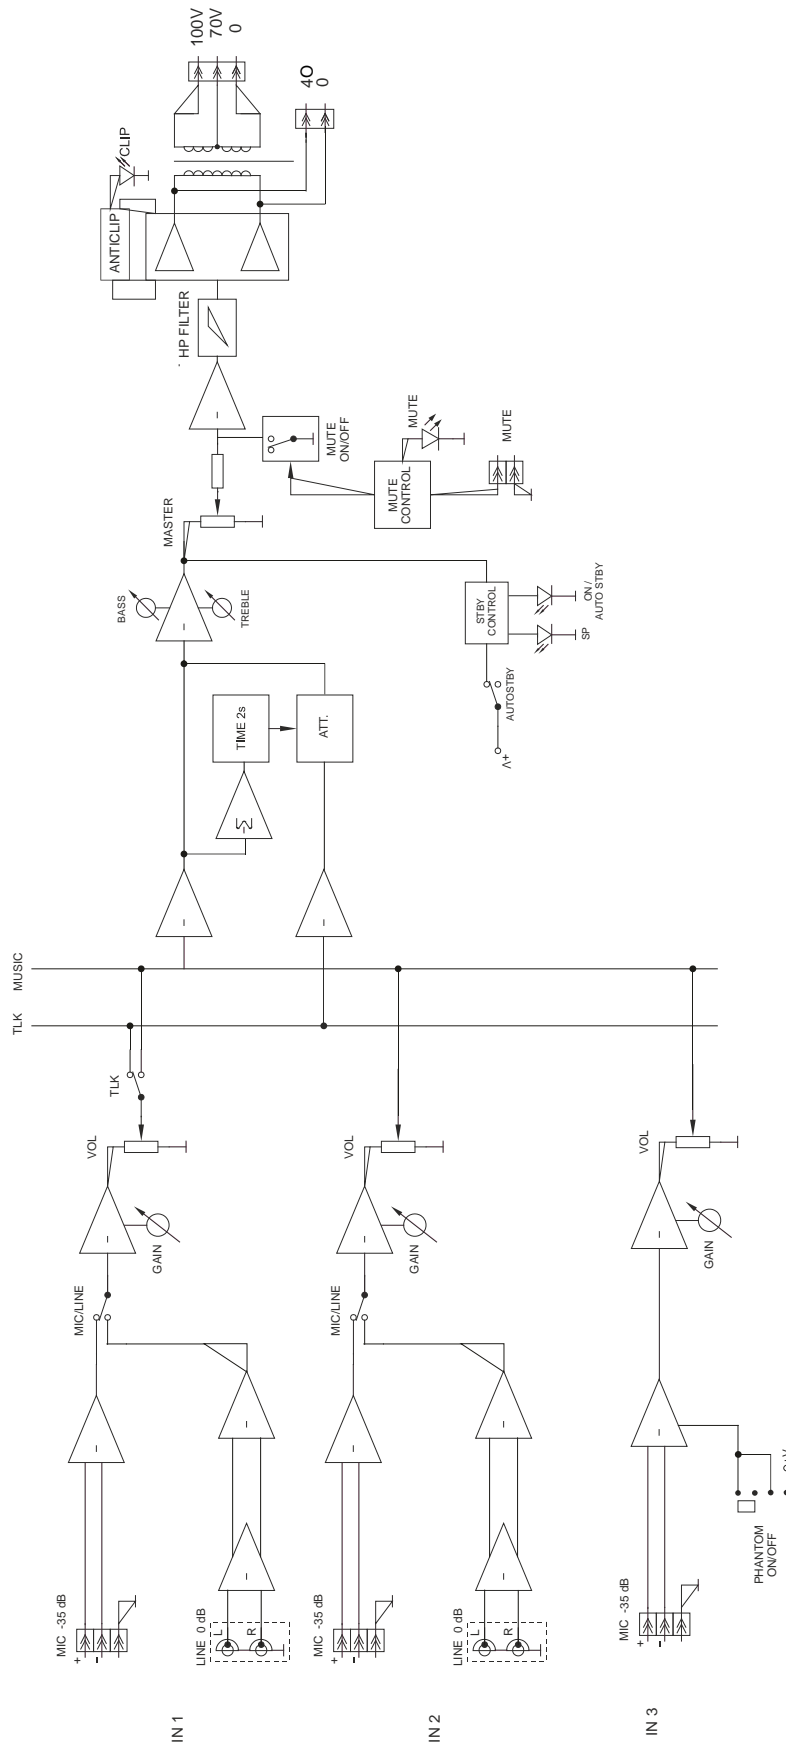 IN 1
MIC -35 dB
+
-
LINE 0 dB
L
R
MIC/LINE
GAIN
VOL
TLK
IN 2
MIC -35 dB
+
-
LINE 0 dB
L
R
MIC/LINE
GAIN
VOL
IN 3
MIC -35 dB
+
-
PHANTOM
ON/OFF
GAIN
VOL
TLK
MUSIC
TIME 2s
ATT.
BASS
TREBLE
MASTER
V+
AUTOSTBY
STBY
CONTROL
SP
ON /
AUTO STBY
MUTE
ON/OFF
MUTE
CONTROL
MUTE
MUTE
HP FILTER
ANTICLIP
CLIP
100V
70V
0
4O
0